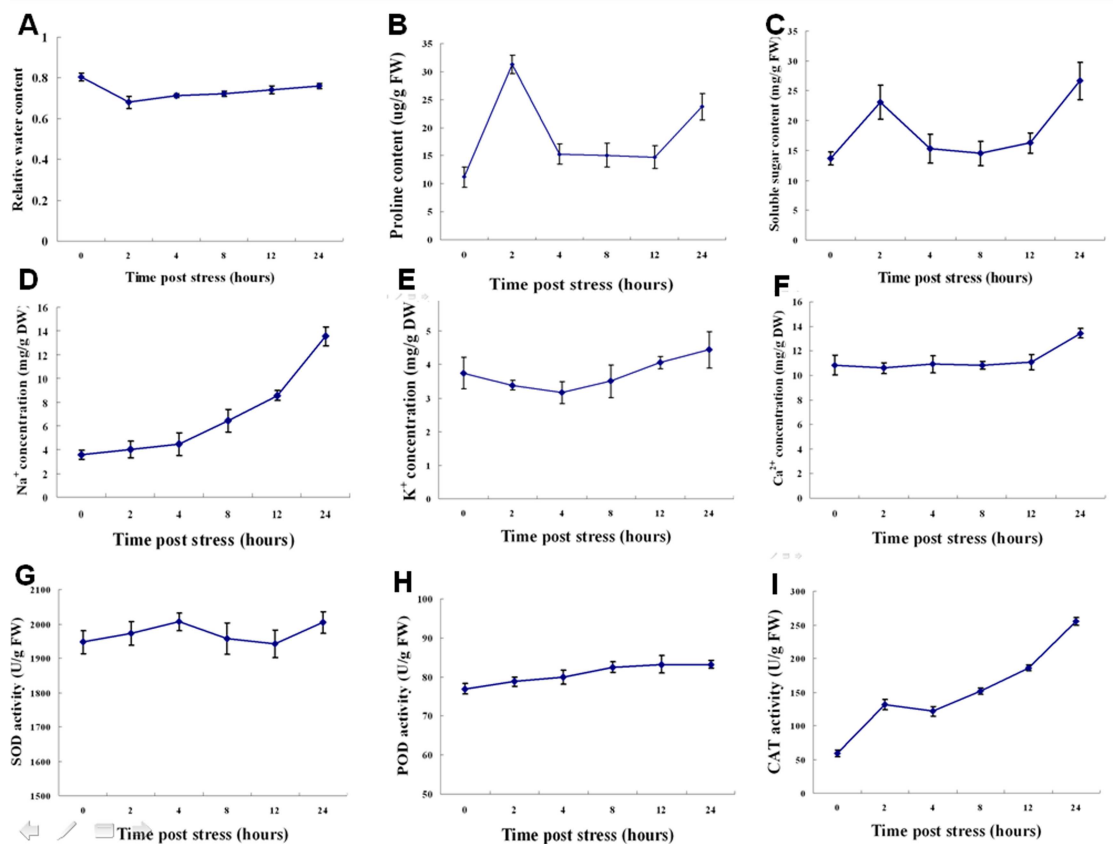 A
Relative water content
1
0.8
0.6
0.4
0.2
0
0 2 4 8 12 24
Time post stress (hours)
B
Proline content (ug/g FW)
35
30
25
20
15
10
5
0
0 2 4 8 12 24
Time post stress (hours)
C
Soluble sugar content (mg/g FW)
35
30
25
20
15
10
5
0
0 2 4 8 12 24
Time post stress (hours)
D
Na+ concentration (mg/g DW)
16
14
12
10
8
6
4
2
0
0 2 4 8 12 24
Time post stress (hours)
E
K+ concentration (mg/g DW
5
4
3
2
1
0
0 2 4 8 12 24
Time post stress (hours)
F
Ca2+ concentration (mg/g DW)
16
14
12
10
8
6
4
2
0
0 2 4 8 12 24
Time post stress (hours)
G
SOD activity (U/g FW)
2100
2000
1900
1800
1700
1600
1500
0 2 4 8 12 24
Time post stress (hours)
H
POD activity (U/g FW)
100
90
80
70
60
50
0 2 4 8 12 24
Time post stress (hours)
I
CAT activity (U/g FW)
300
250
200
150
100
50
0
0 2 4 8 12 24
Time post stress (hours)